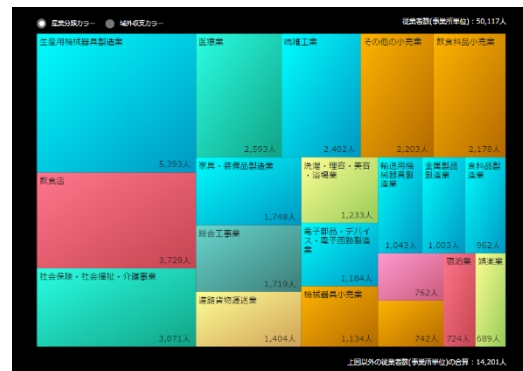 産業分類カラー 域外収支カラー
従業者数(事業所単位)：50,117人
生産用機械器具製造業
5,393人
飲食店
3,729人
社会保険・社会福祉・介護事業
3,071人
医療業
2,593人
繊維工業
2,402人
その他の小売業
2,203人
飲食料品小売業
2,178人
家具・装備品製造業
1,748人
総合工事業
1,719人
道路貨物運送業
1,404人
洗濯・理容・美容
・浴場業
1,233人
電子部品・デバイ
ス・電子回路製造
業
1,184人
機械器具小売業
1,134人
輸送用機
械器具製
造業
1,043人
金属製品
製造業
1,003人
食料品製
造業
962人
762人
742人
宿泊業
724人
娯楽業
689人
上図以外の従業者数(事業所単位)の合算：14,201人